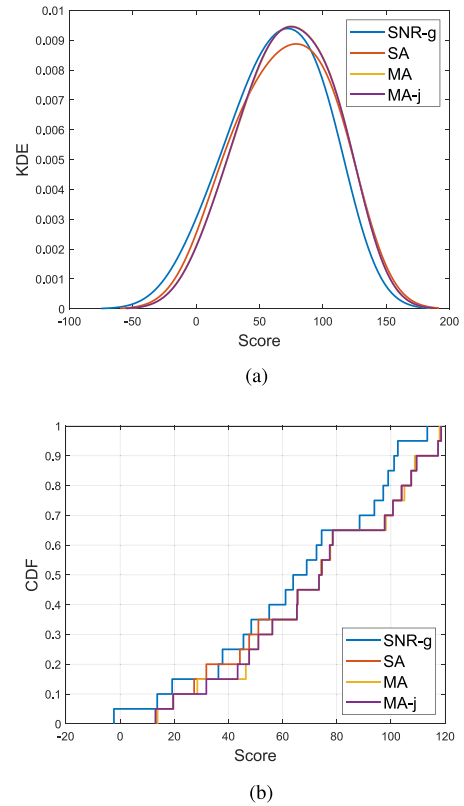 0.01
0.009
0.008
0.007
0.006
0.005
0.004
0.003
0.002
0.001
0
KDE
SNR-g
SA
MA
MA-j
-100
-50
0
50
100
150
200
Score
(a)
1
0,9
0,8
0,7
0,6
0,5
0,4
0,3
0,2
0,1
0
CDF
SNR-g
SA
MA
MA-j
-20
0
20
40
60
80
100
120
Score
(b)